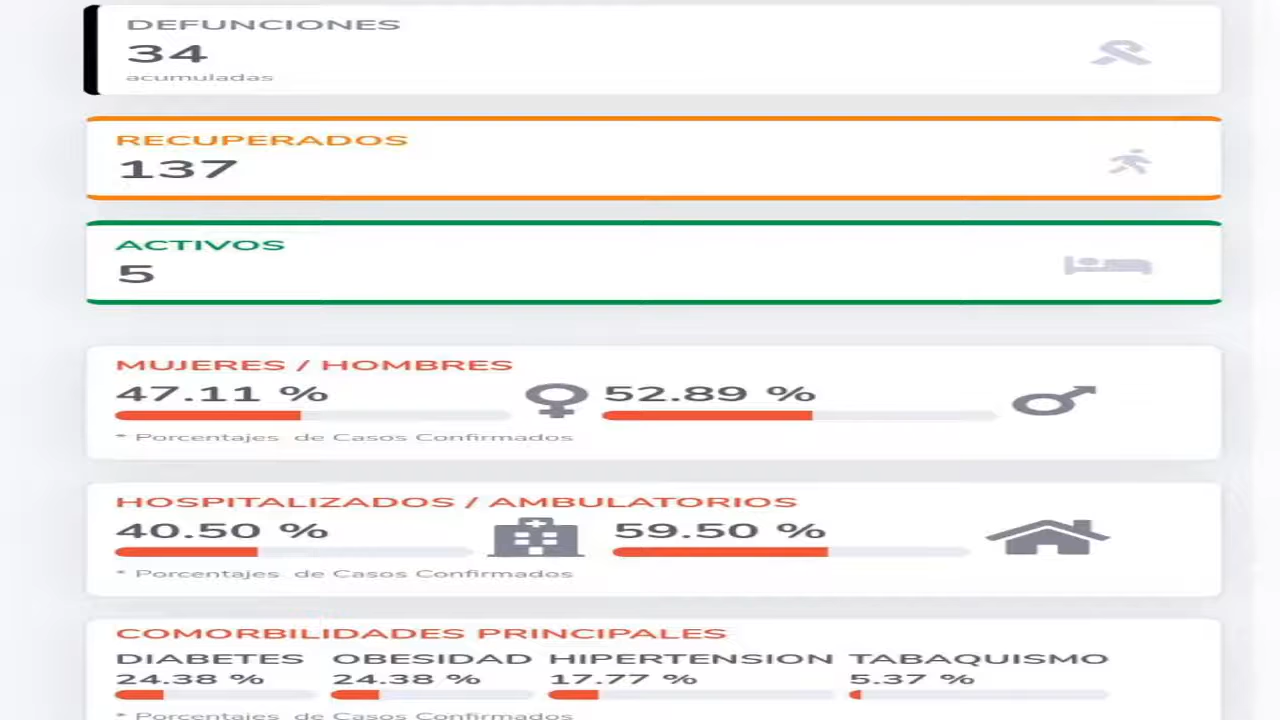 DEFUNCIONES
34
acumuladas
RECUPERADOS
137
ACTIVOS
5
MUJERES / HOMBRES
47.11 % 52.89 %
* Porcentajes de Casos Confirmados
HOSPITALIZADOS / AMBULATORIOS
40.50 % 59.50 %
* Porcentajes de Casos Confirmados
COMORBILIDADES PRINCIPALES
DIABETES OBESIDAD HIPERTENSION TABAQUISMO
24.38 % 24.38 % 17.77 % 5.37 %
* Porcentajes de Casos Confirmados